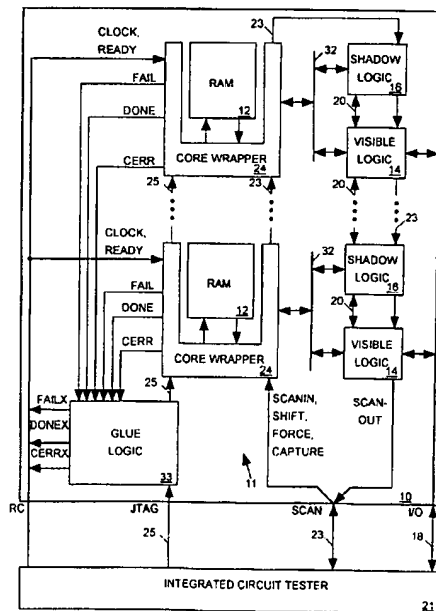 23
CLOCK,
READY
FAIL
DONE
CERR
RAM
12
CORE WRAPPER
24
32
SHADOW
LOGIC
16
20
VISIBLE
LOGIC
14
25
23
20
23
CLOCK,
READY
FAIL
DONE
CERR
RAM
12
CORE WRAPPER
24
32
SHADOW
LOGIC
16
20
VISIBLE
LOGIC
14
25
FAILX
DONEX
CERRX
GLUE
LOGIC
33
SCANIN,
SHIFT,
FORCE,
CAPTURE
SCAN-
OUT
11
10
RC
JTAG
SCAN
I/O
25
23
18
INTEGRATED CIRCUIT TESTER
21